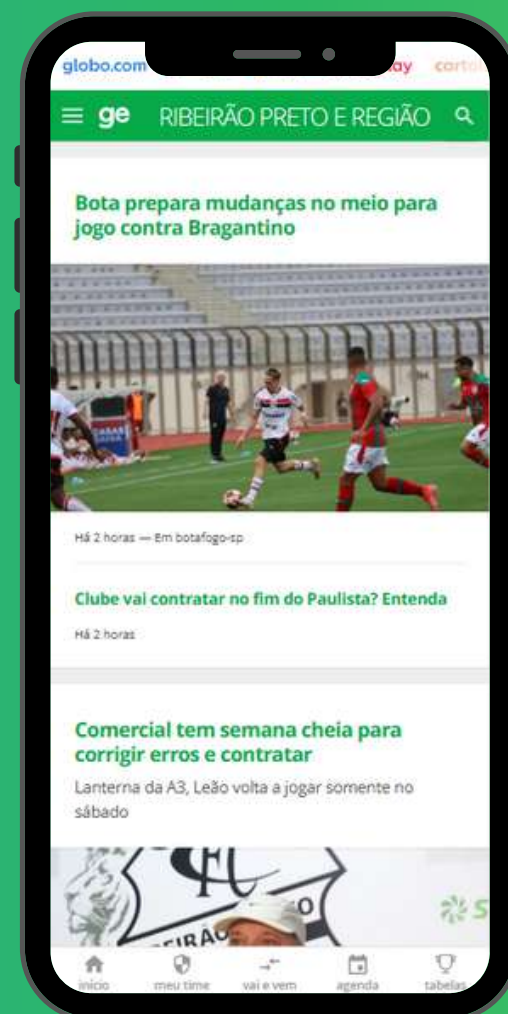 globo.com
ge RIBEIRÃO PRETO E REGIÃO
Bota prepara mudanças no meio para
jogo contra Bragantino
Há 2 horas — Em botafogo-sp
Clube vai contratar no fim do Paulista? Entenda
Há 2 horas
Comercial tem semana cheia para
corrigir erros e contratar
Lanterna da A3, Leão volta a jogar somente no
sábado
início meu time vai e vem agenda tabelas